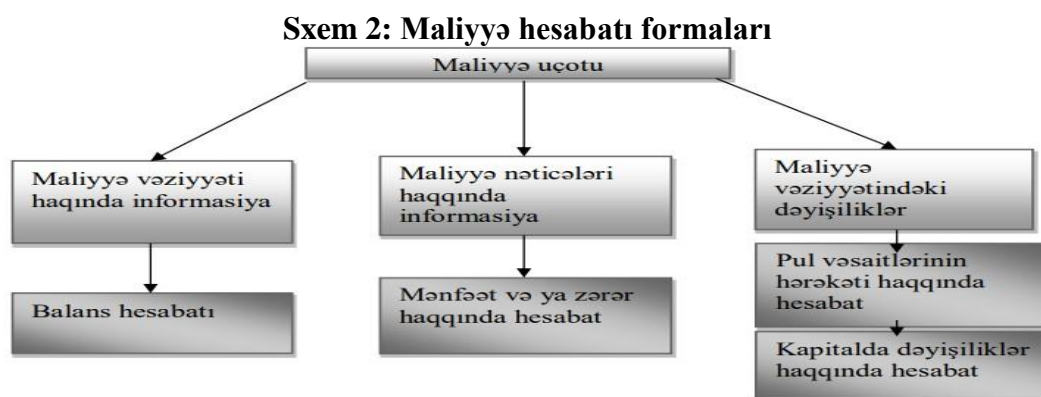 Sxem 2: Maliyyə hesabatı formaları
Maliyyə uçotu
Maliyyə vəziyyəti
haqında informasiya
Maliyyə nəticələri
haqqında
informasiya
Maliyyə
vəziyyətindəki
dəyişiliklər
Balans hesabatı
Mənfəət və ya zərər
haqqında hesabat
Pul vəsaitlərinin
hərəkəti haqqında
hesabat
Kapitalda dəyişiliklər
haqqında hesabat